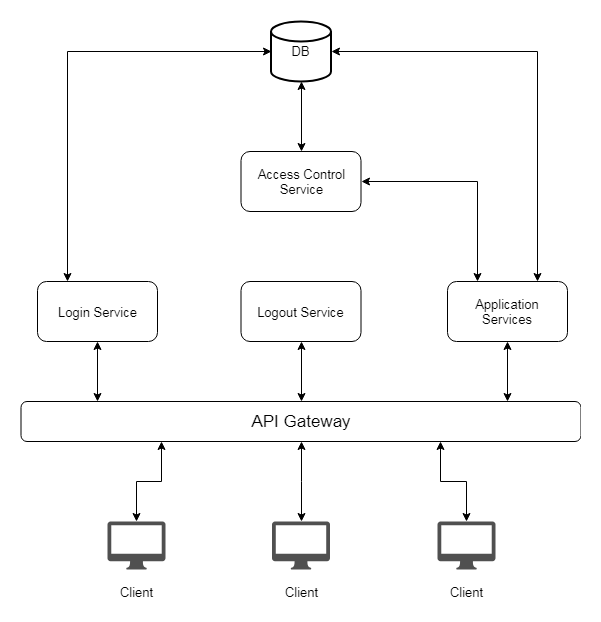 DB
Access Control
Service
Login Service
Logout Service
Application
Services
API Gateway
Client
Client
Client